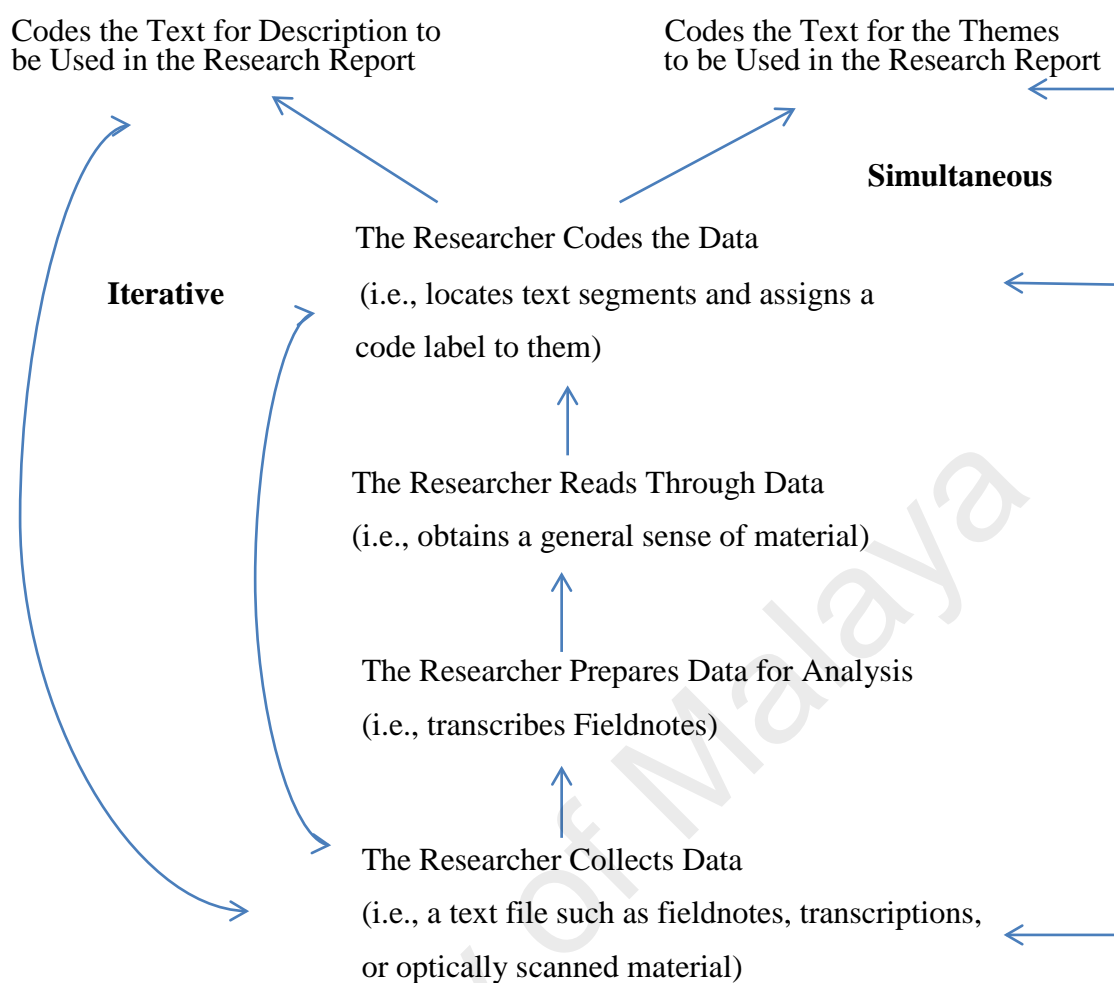 Codes the Text for Description to
be Used in the Research Report
Codes the Text for the Themes
to be Used in the Research Report
Simultaneous
The Researcher Codes the Data
Iterative
(i.e., locates text segments and assigns a
code label to them)
The Researcher Reads Through Data
(i.e., obtains a general sense of material)
The Researcher Prepares Data for Analysis
(i.e., transcribes Fieldnotes)
The Researcher Collects Data
(i.e., a text file such as fieldnotes, transcriptions,
or optically scanned material)
of Malaya